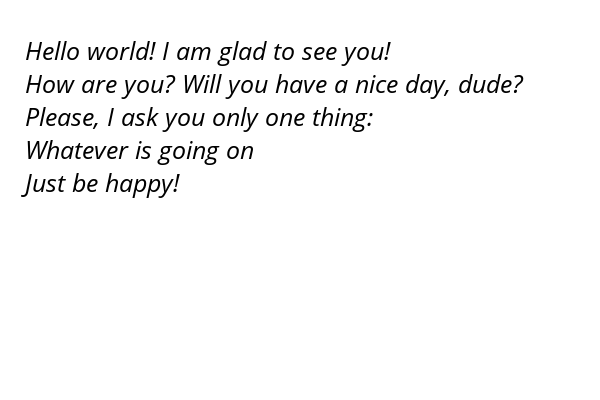 Hello world! I am glad to see you!
How are you? Will you have a nice day, dude?
Please, I ask you only one thing:
Whatever is going on
Just be happy!